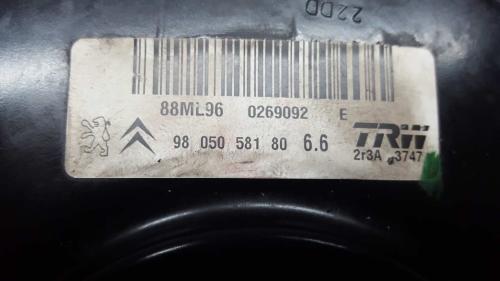 22DD
88ML96 0269092 E
98 050 581 80 6.6
TRW
2r3A 3747